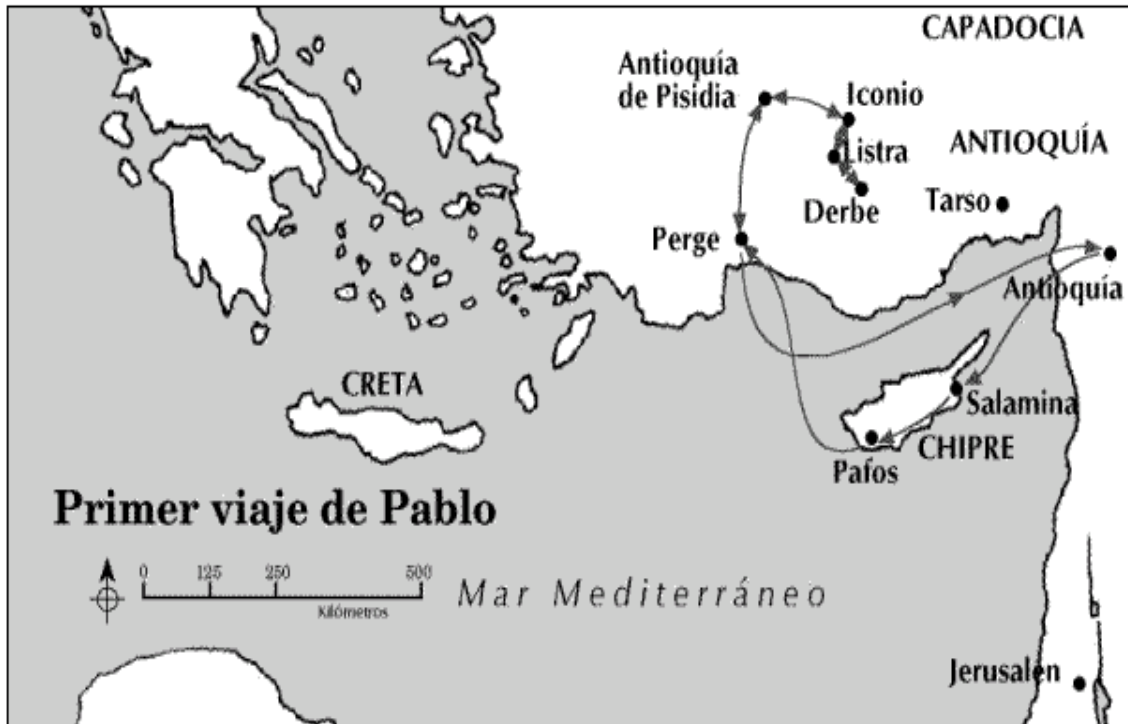 CAPADOCIA
Antioquía
de Pisidia
Iconio
Listra
ANTIOQUÍA
Derbe
Tarso
Perge
Antioquía
CRETA
Salamina
CHIPRE
Pafos
Primer viaje de Pablo
0 125 250 500
Kilómetros
Mar Mediterráneo
Jerusalén